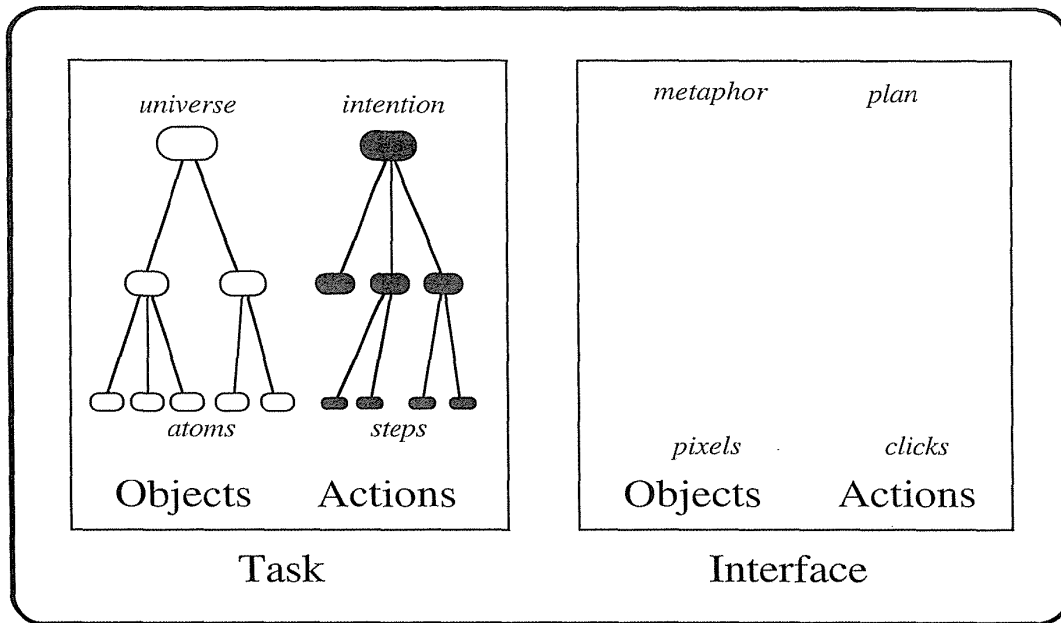 universe
intention
atoms
steps
Objects
Actions
Task
metaphor
plan
pixels
clicks
Objects
Actions
Interface